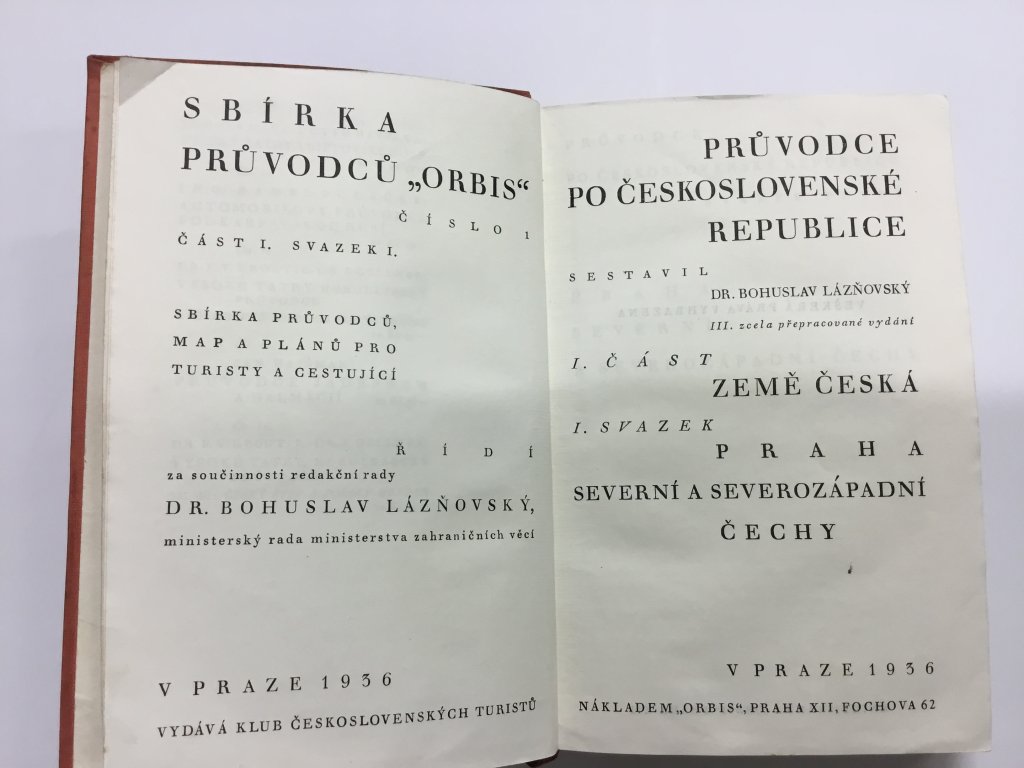 SBÍRKA
PRŮVODCŮ „ORBIS“
ČÍSLO 1
ČÁST I. SVAZEK I.
SBÍRKA PRŮVODCŮ,
MAP A PLÁNŮ PRO
TURISTY A CESTUJÍCÍ
ŘÍDÍ
za součinnosti redakční rady
DR. BOHUSLAV LÁZŇOVSKÝ,
ministerský rada ministerstva zahraničních věcí
V PRAZE 1936
VYDÁVÁ KLUB ČESKOSLOVENSKÝCH TURISTŮ
PRŮVODCE
PO ČESKOSLOVENSKÉ
REPUBLICE
SESTAVIL
DR. BOHUSLAV LÁZŇOVSKÝ
III. zcela přepracované vydání
I. ČÁST
ZEMĚ ČESKÁ
I. SVAZEK
PRAHA
SEVERNÍ A SEVEROZÁPADNÍ
ČECHY
V PRAZE 1936
NÁKLADEM „ORBIS“, PRAHA XII, FOCHOVA 62